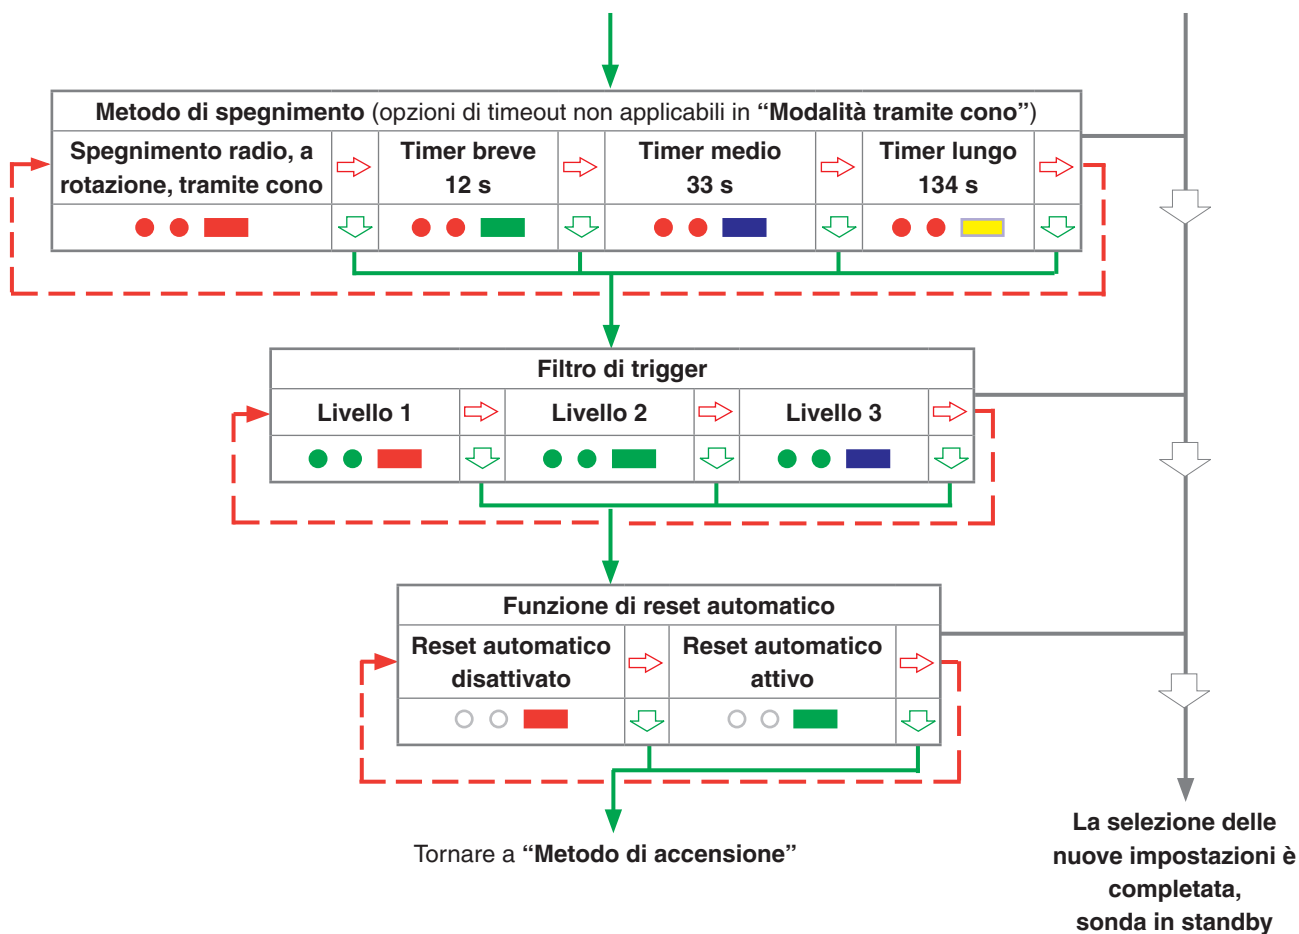 Metodo di spegnimento (opzioni di timeout non applicabili in “Modalità tramite cono”)
Spegnimento radio, a
rotazione, tramite cono
Timer breve
12 s
Timer medio
33 s
Timer lungo
134 s
Filtro di trigger
Livello 1
Livello 2
Livello 3
Funzione di reset automatico
Reset automatico
disattivato
Reset automatico
attivo
Tornare a “Metodo di accensione”
La selezione delle
nuove impostazioni è
completata,
sonda in standby